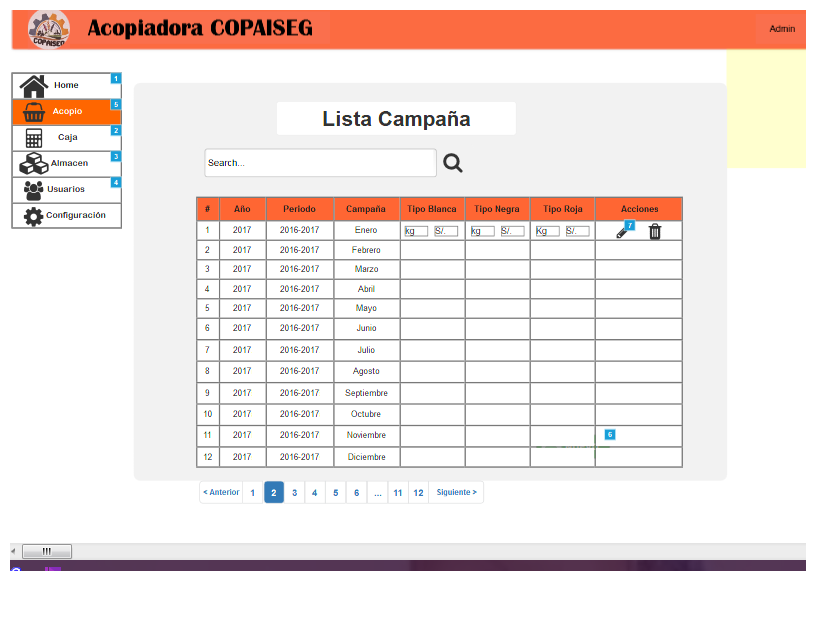 COPAISEG
Acopiadora COPAISEG
Admin
Home 1
Acopio 5
Caja 2
Almacen 3
Usuarios 4
Configuración
Lista Campaña
Search...
# Año Periodo Campaña Tipo Blanca Tipo Negra Tipo Roja Acciones
1 2017 2016-2017 Enero kg S/. kg S/. Kg S/. 7
2 2017 2016-2017 Febrero
3 2017 2016-2017 Marzo
4 2017 2016-2017 Abril
5 2017 2016-2017 Mayo
6 2017 2016-2017 Junio
7 2017 2016-2017 Julio
8 2017 2016-2017 Agosto
9 2017 2016-2017 Septiembre
10 2017 2016-2017 Octubre
11 2017 2016-2017 Noviembre 6
12 2017 2016-2017 Diciembre
< Anterior 1 2 3 4 5 6 ... 11 12 Siguiente >